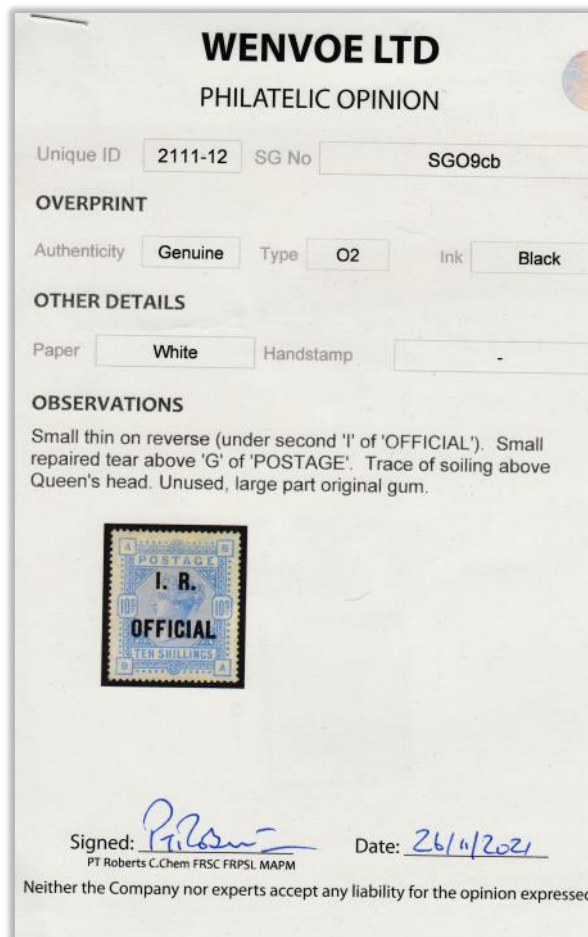 WENVOE LTD
PHILATELIC OPINION
Unique ID 2111-12 SG No SGO9cb
OVERPRINT
Authenticity Genuine Type O2 Ink Black
OTHER DETAILS
Paper White Handstamp -
OBSERVATIONS
Small thin on reverse (under second 'I' of 'OFFICIAL'). Small
repaired tear above 'G' of 'POSTAGE'. Trace of soiling above
Queen's head. Unused, large part original gum.
A B
POSTAGE
I. R.
10S 10S
OFFICIAL
TEN SHILLINGS
B A
Signed: Date: 26/11/2021
PT Roberts C.Chem FRSC FRPSL MAPM
Neither the Company nor experts accept any liability for the opinion expressed